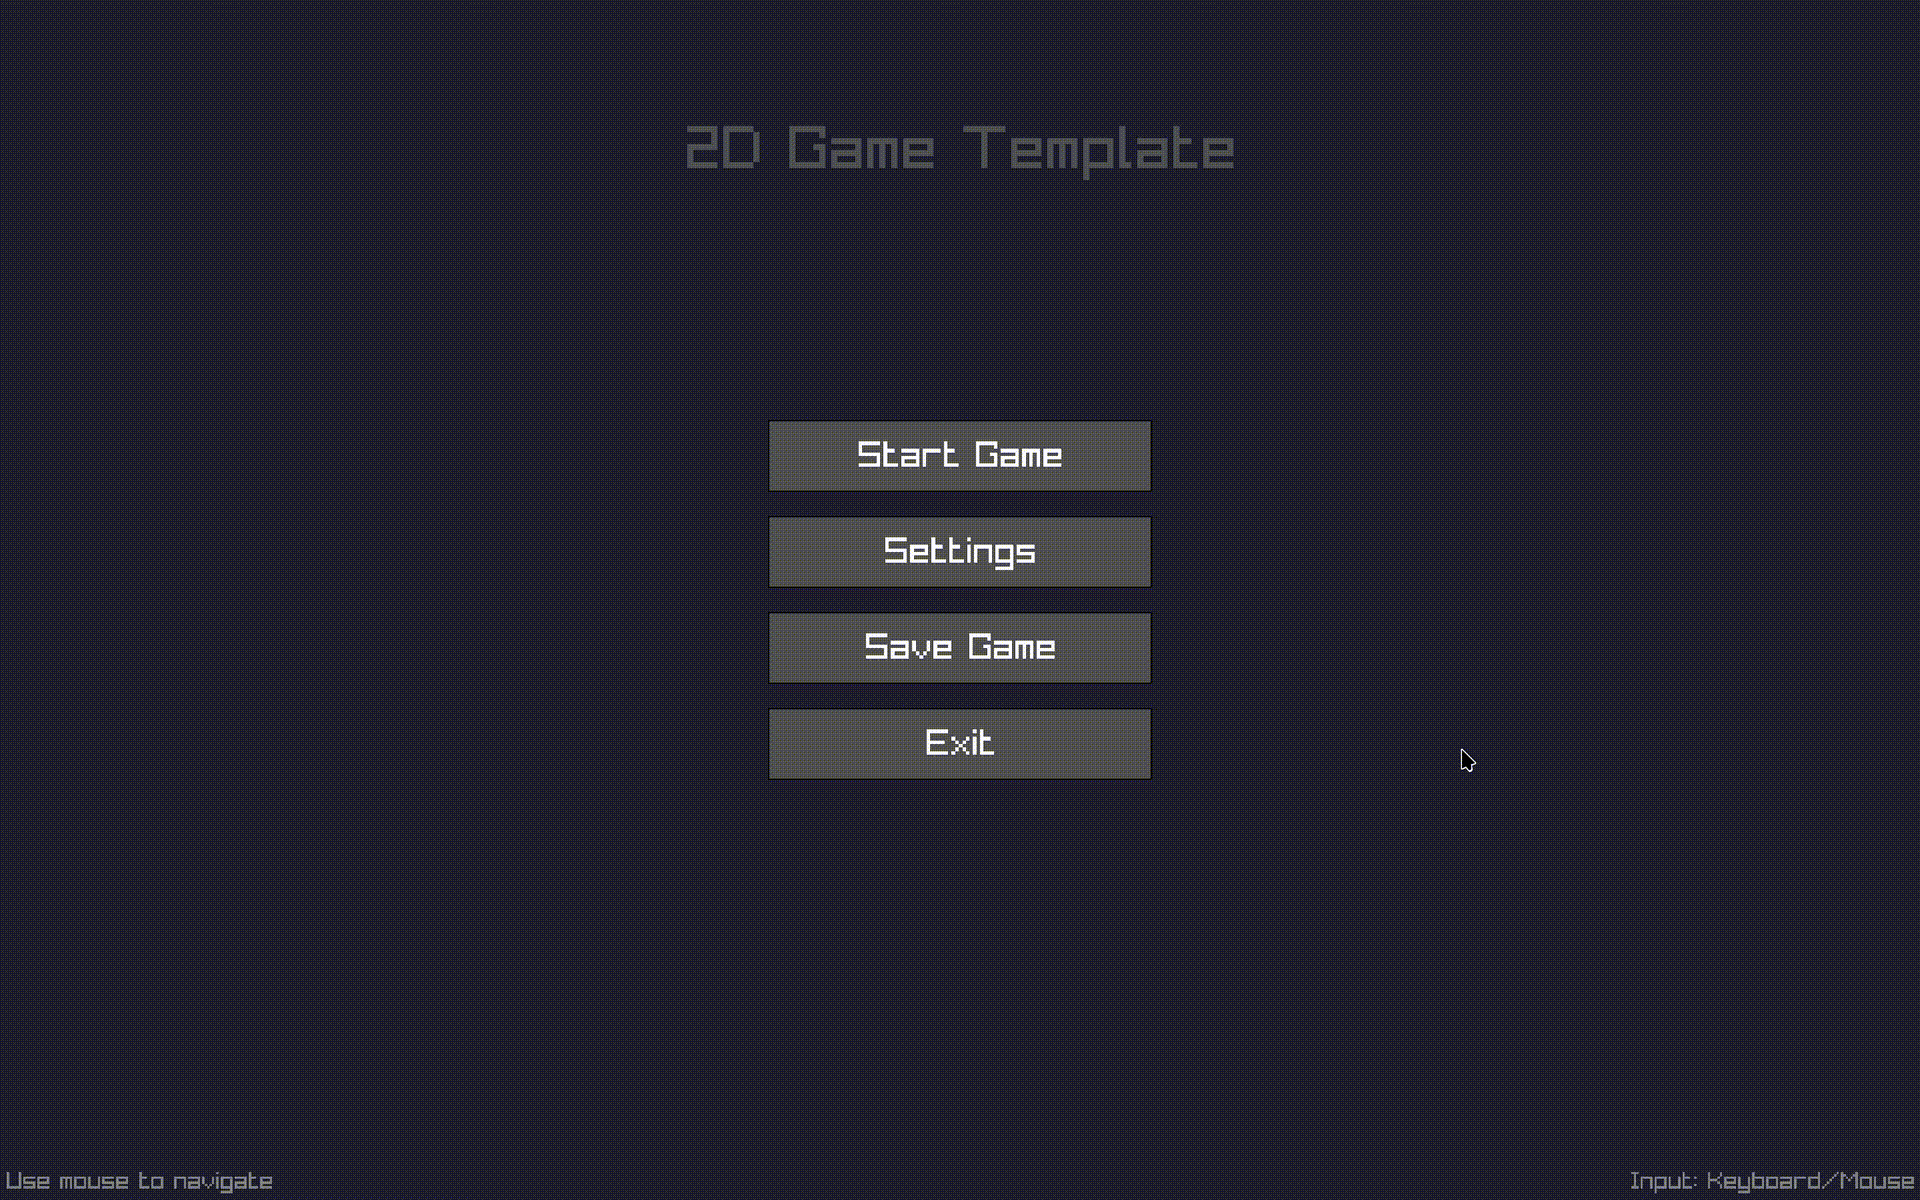 2D Game Template
Start Game
Settings
Save Game
Exit
Use mouse to navigate
Input: Keyboard/Mouse